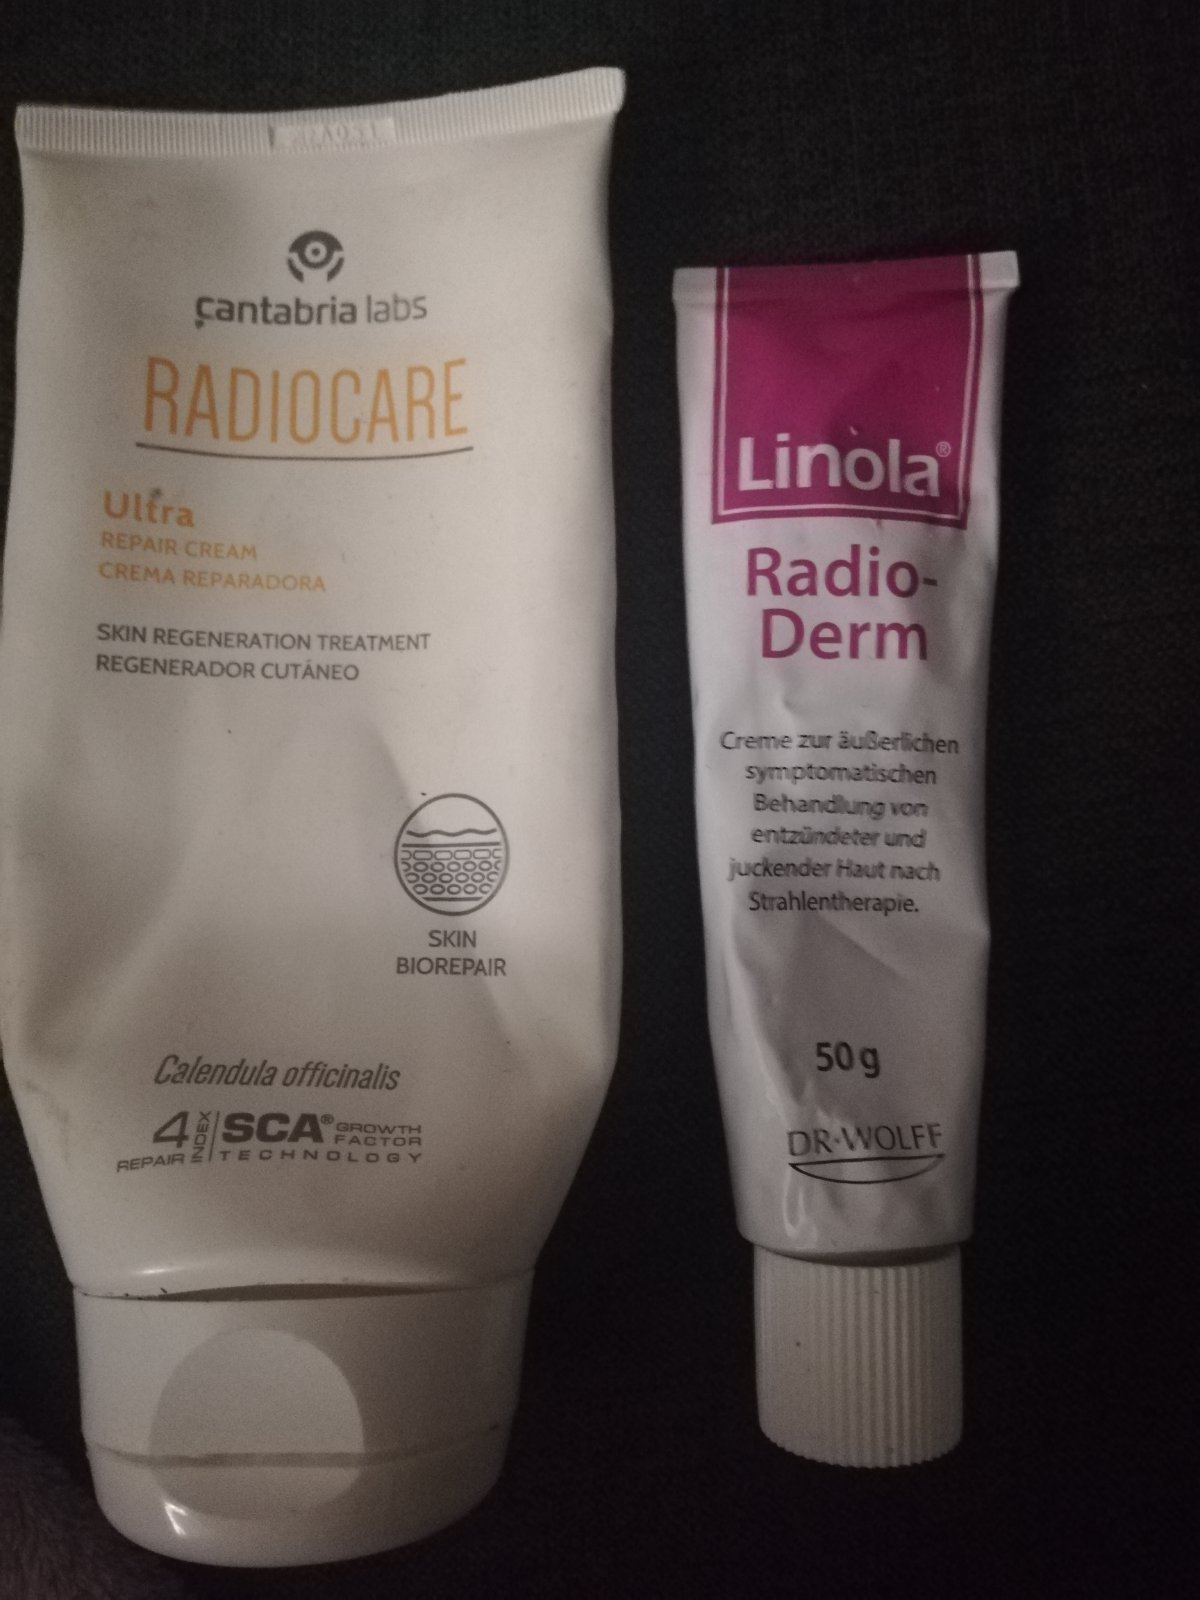 çantabria labs
RADIOCARE
Ultra
REPAIR CREAM
CREMA REPARADORA
SKIN REGENERATION TREATMENT
REGENERADOR CUTÁNEO
SKIN
BIOREPAIR
Calendula officinalis
4 REPAIR INDEX
SCA® GROWTH FACTOR
TECHNOLOGY
Linola®
Radio-
Derm
Creme zur äußerlichen
symptomatischen
Behandlung von
entzündeter und
juckender Haut nach
Strahlentherapie.
50 g
DR·WOLFF